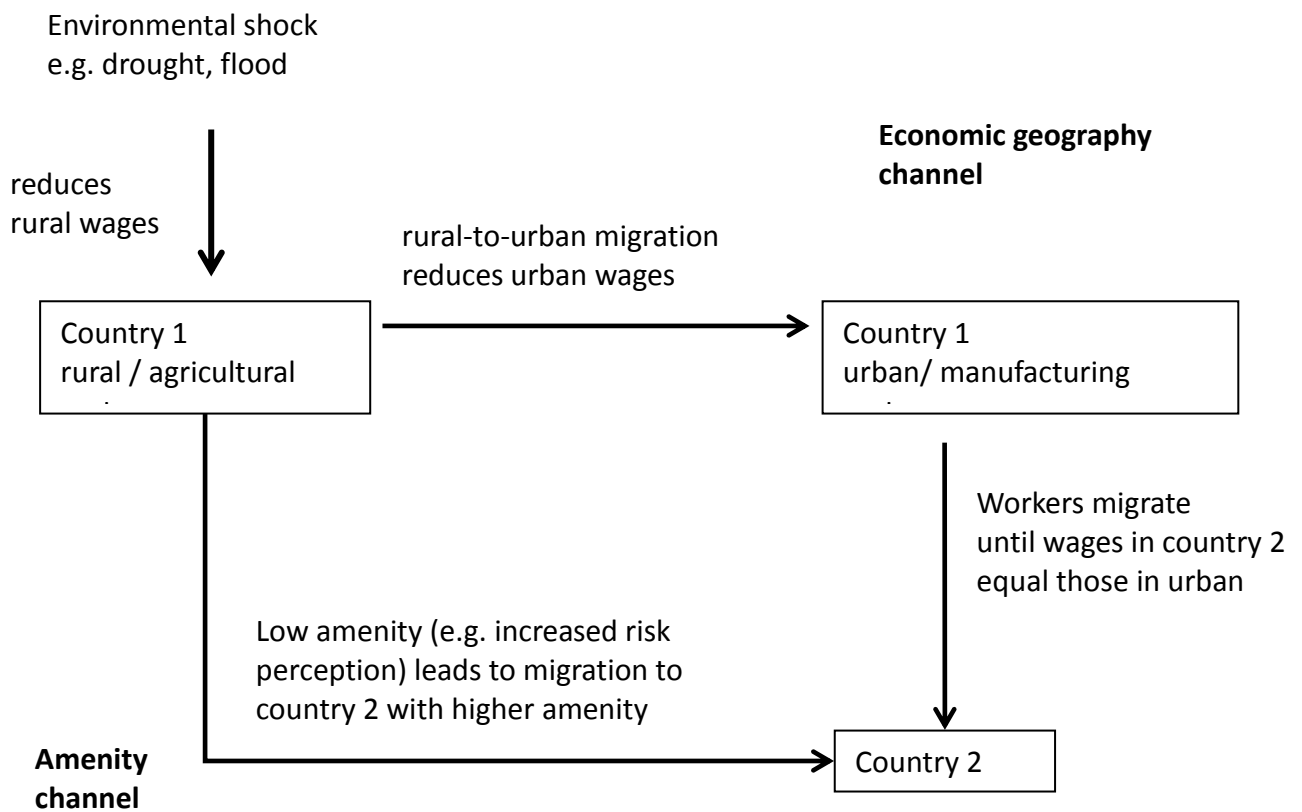 Environmental shock
e.g. drought, flood
Economic geography
channel
reduces
rural wages
rural-to-urban migration
reduces urban wages
Country 1
rural / agricultural
Country 1
urban/ manufacturing
Workers migrate
until wages in country 2
equal those in urban
Low amenity (e.g. increased risk
perception) leads to migration to
country 2 with higher amenity
Amenity
channel
Country 2